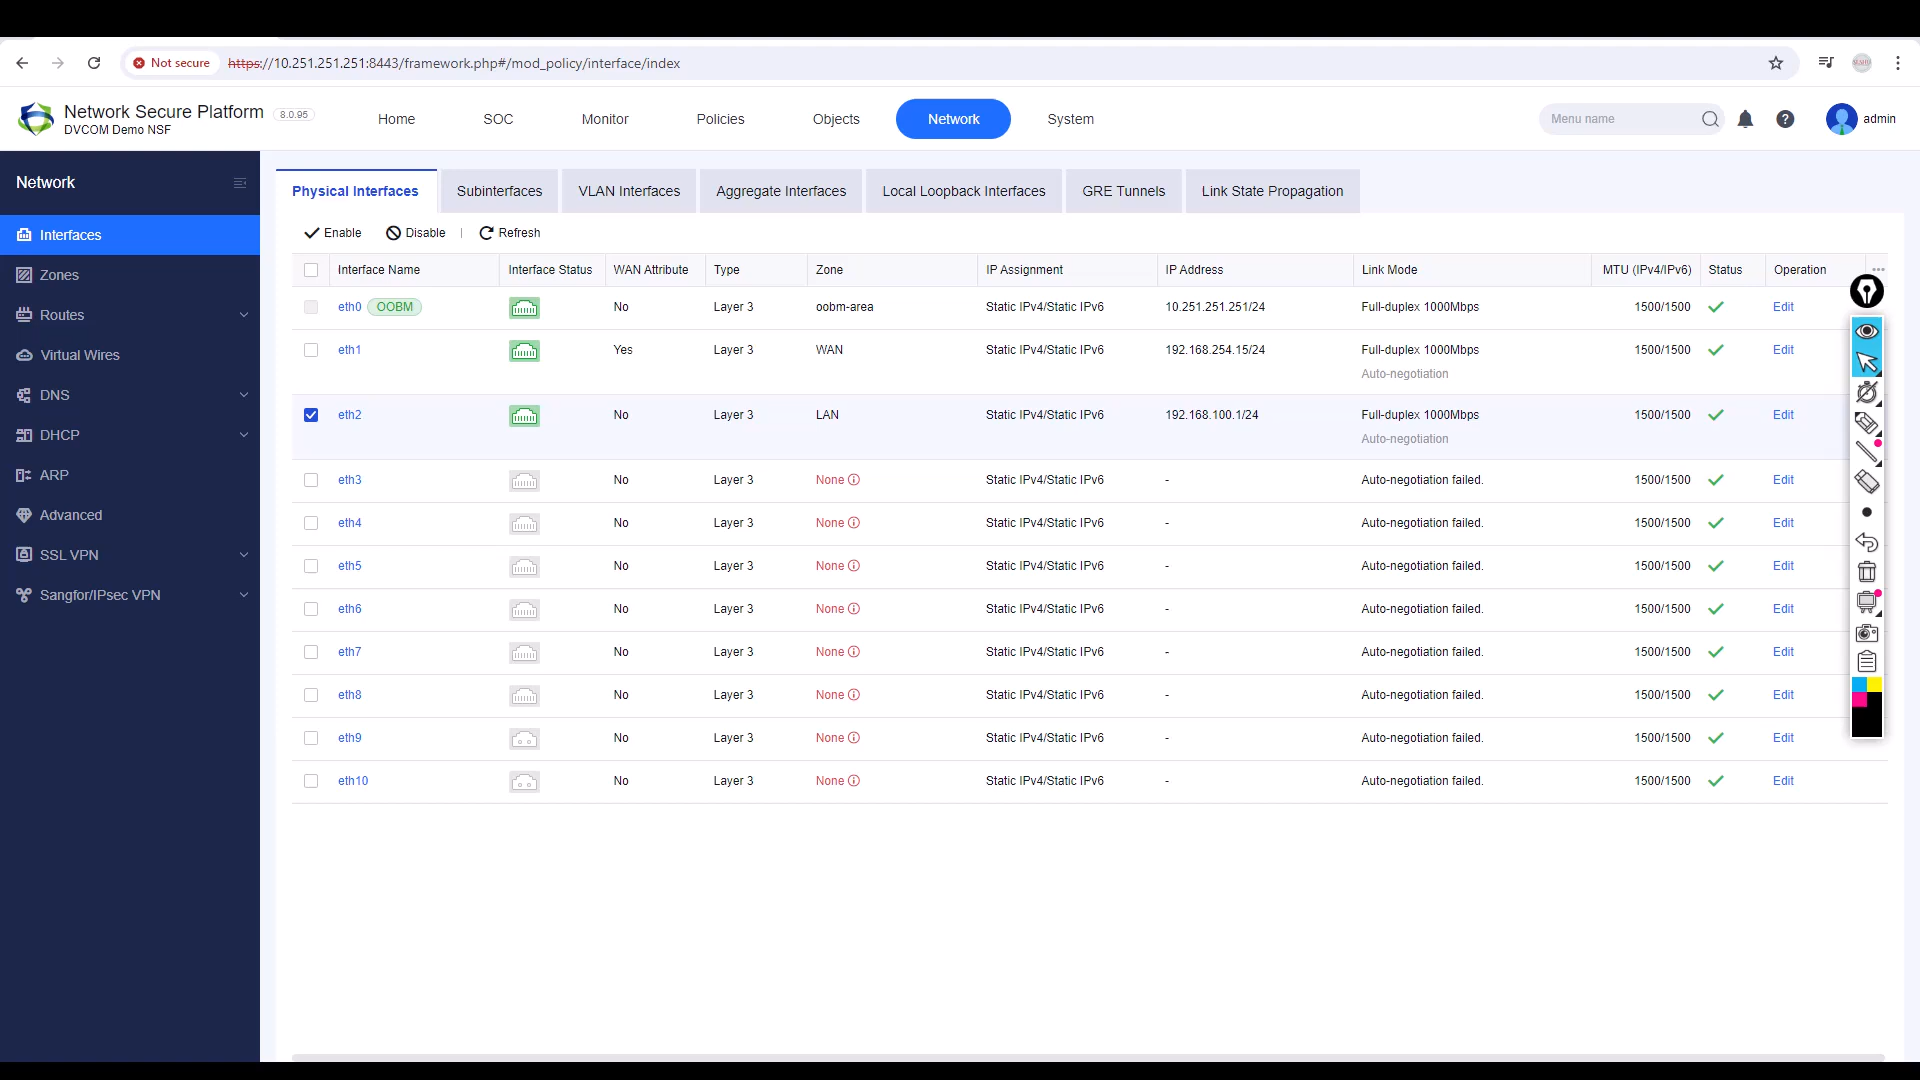 Not secure https://10.251.251.251:8443/framework.php#/mod_policy/interface/index
Network Secure Platform 8.0.95
DVCOM Demo NSF
Home SOC Monitor Policies Objects Network System
Menu name
admin
Network
Interfaces
Zones
Routes
Virtual Wires
DNS
DHCP
ARP
Advanced
SSL VPN
Sangfor/IPsec VPN
Physical Interfaces Subinterfaces VLAN Interfaces Aggregate Interfaces Local Loopback Interfaces GRE Tunnels Link State Propagation
Enable Disable | Refresh
Interface Name Interface Status WAN Attribute Type Zone IP Assignment IP Address Link Mode MTU (IPv4/IPv6) Status Operation
eth0 OOBM No Layer 3 oobm-area Static IPv4/Static IPv6 10.251.251.251/24 Full-duplex 1000Mbps 1500/1500 Edit
eth1 Yes Layer 3 WAN Static IPv4/Static IPv6 192.168.254.15/24 Full-duplex 1000Mbps 1500/1500 Edit
Auto-negotiation
eth2 No Layer 3 LAN Static IPv4/Static IPv6 192.168.100.1/24 Full-duplex 1000Mbps 1500/1500 Edit
Auto-negotiation
eth3 No Layer 3 None Static IPv4/Static IPv6 - Auto-negotiation failed. 1500/1500 Edit
eth4 No Layer 3 None Static IPv4/Static IPv6 - Auto-negotiation failed. 1500/1500 Edit
eth5 No Layer 3 None Static IPv4/Static IPv6 - Auto-negotiation failed. 1500/1500 Edit
eth6 No Layer 3 None Static IPv4/Static IPv6 - Auto-negotiation failed. 1500/1500 Edit
eth7 No Layer 3 None Static IPv4/Static IPv6 - Auto-negotiation failed. 1500/1500 Edit
eth8 No Layer 3 None Static IPv4/Static IPv6 - Auto-negotiation failed. 1500/1500 Edit
eth9 No Layer 3 None Static IPv4/Static IPv6 - Auto-negotiation failed. 1500/1500 Edit
eth10 No Layer 3 None Static IPv4/Static IPv6 - Auto-negotiation failed. 1500/1500 Edit